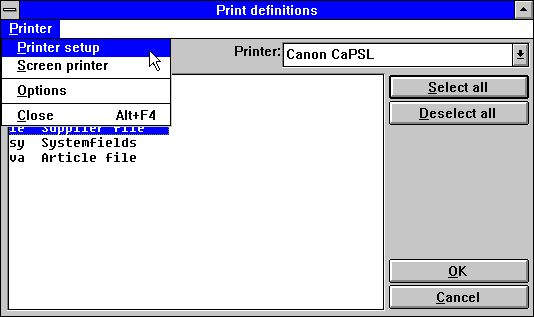 Print definitions
Printer
Printer setup
Screen printer
Options
Close Alt+F4
Printer: Canon CaPSL
le Supplier file
sy Systemfields
va Article file
Select all
Deselect all
OK
Cancel